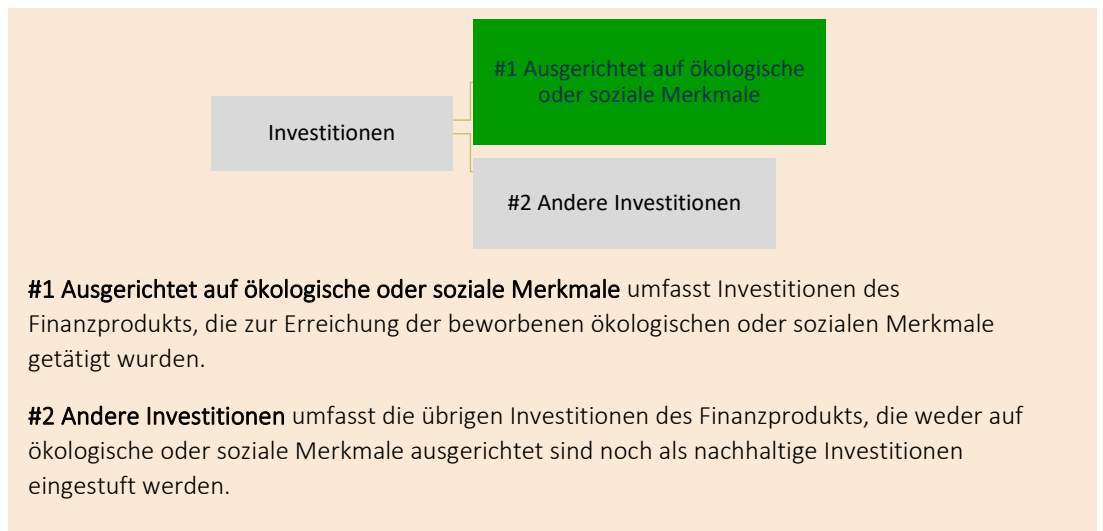 #1 Ausgerichtet auf ökologische
oder soziale Merkmale
Investitionen
#2 Andere Investitionen
#1 Ausgerichtet auf ökologische oder soziale Merkmale umfasst Investitionen des
Finanzprodukts, die zur Erreichung der beworbenen ökologischen oder sozialen Merkmale
getätigt wurden.
#2 Andere Investitionen umfasst die übrigen Investitionen des Finanzprodukts, die weder auf
ökologische oder soziale Merkmale ausgerichtet sind noch als nachhaltige Investitionen
eingestuft werden.